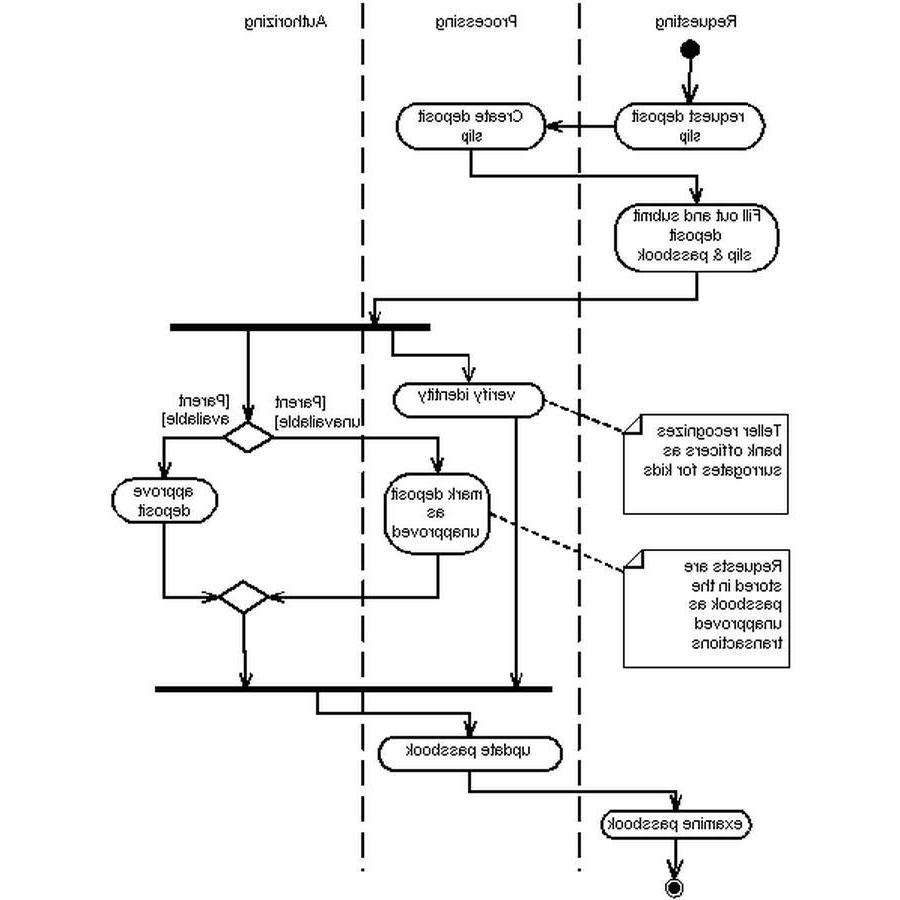 Requesting
Processing
Authorizing
request deposit
slip
Create deposit
slip
Fill out and submit
deposit
slip & passbook
verify identity
[Parent
unavailable]
[Parent
available]
Teller recognizes
bank officers as
surrogates for kids
mark deposit
as
unapproved
approve
deposit
Requests are
stored in the
passbook as
unapproved
transactions
update passbook
examine passbook